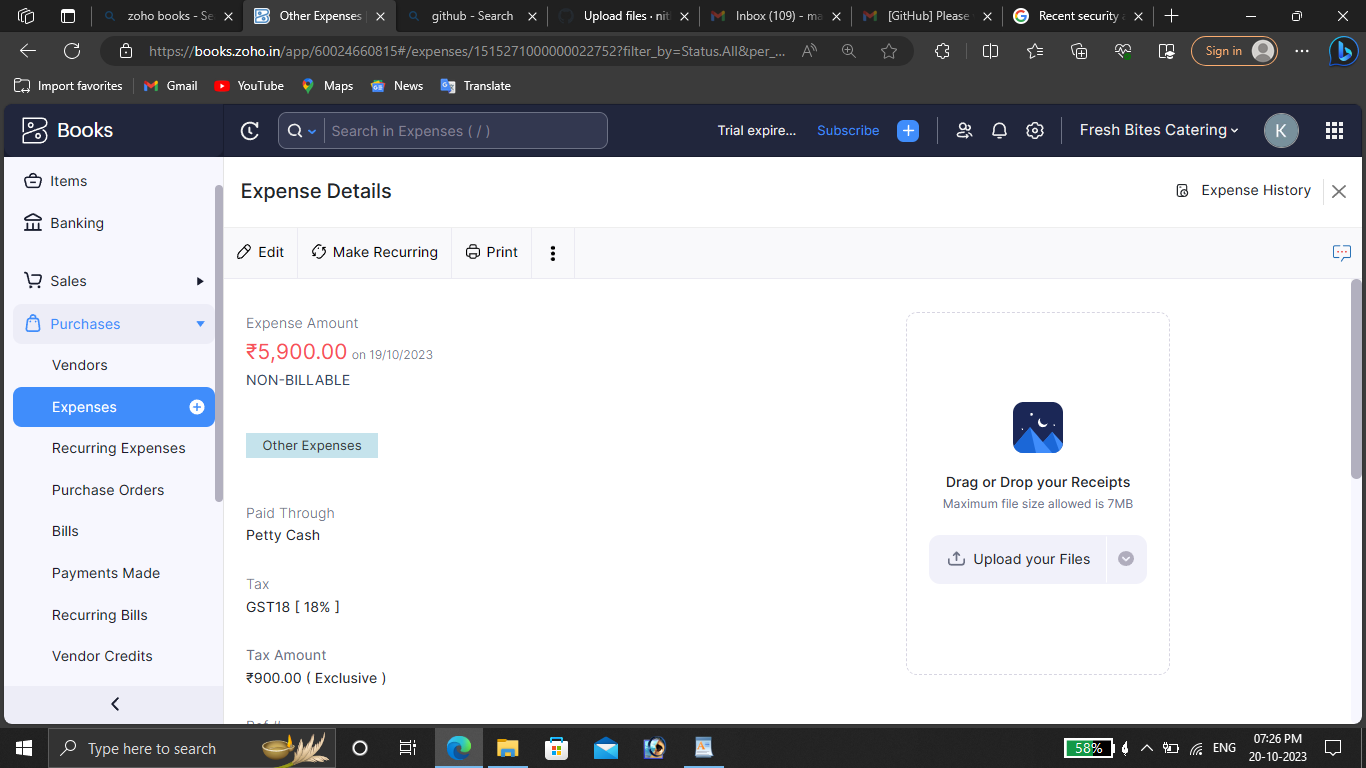 zoho books - Se
Other Expenses |
github - Search
Upload files · nit
Inbox (109) - ma
[GitHub] Please
Recent security a
https://books.zoho.in/app/60024660815#/expenses/1515271000000022752?filter_by=Status.All&per_...
Sign in
Import favorites
Gmail
YouTube
Maps
News
Translate
Books
Search in Expenses ( / )
Trial expire...
Subscribe
Fresh Bites Catering
K
Items
Banking
Sales
Purchases
Vendors
Expenses
Recurring Expenses
Purchase Orders
Bills
Payments Made
Recurring Bills
Vendor Credits
Expense Details
Expense History
Edit
Make Recurring
Print
Expense Amount
₹5,900.00 on 19/10/2023
NON-BILLABLE
Other Expenses
Paid Through
Petty Cash
Tax
GST18 [ 18% ]
Tax Amount
₹900.00 ( Exclusive )
Ref #
Drag or Drop your Receipts
Maximum file size allowed is 7MB
Upload your Files
Type here to search
58%
ENG
07:26 PM
20-10-2023